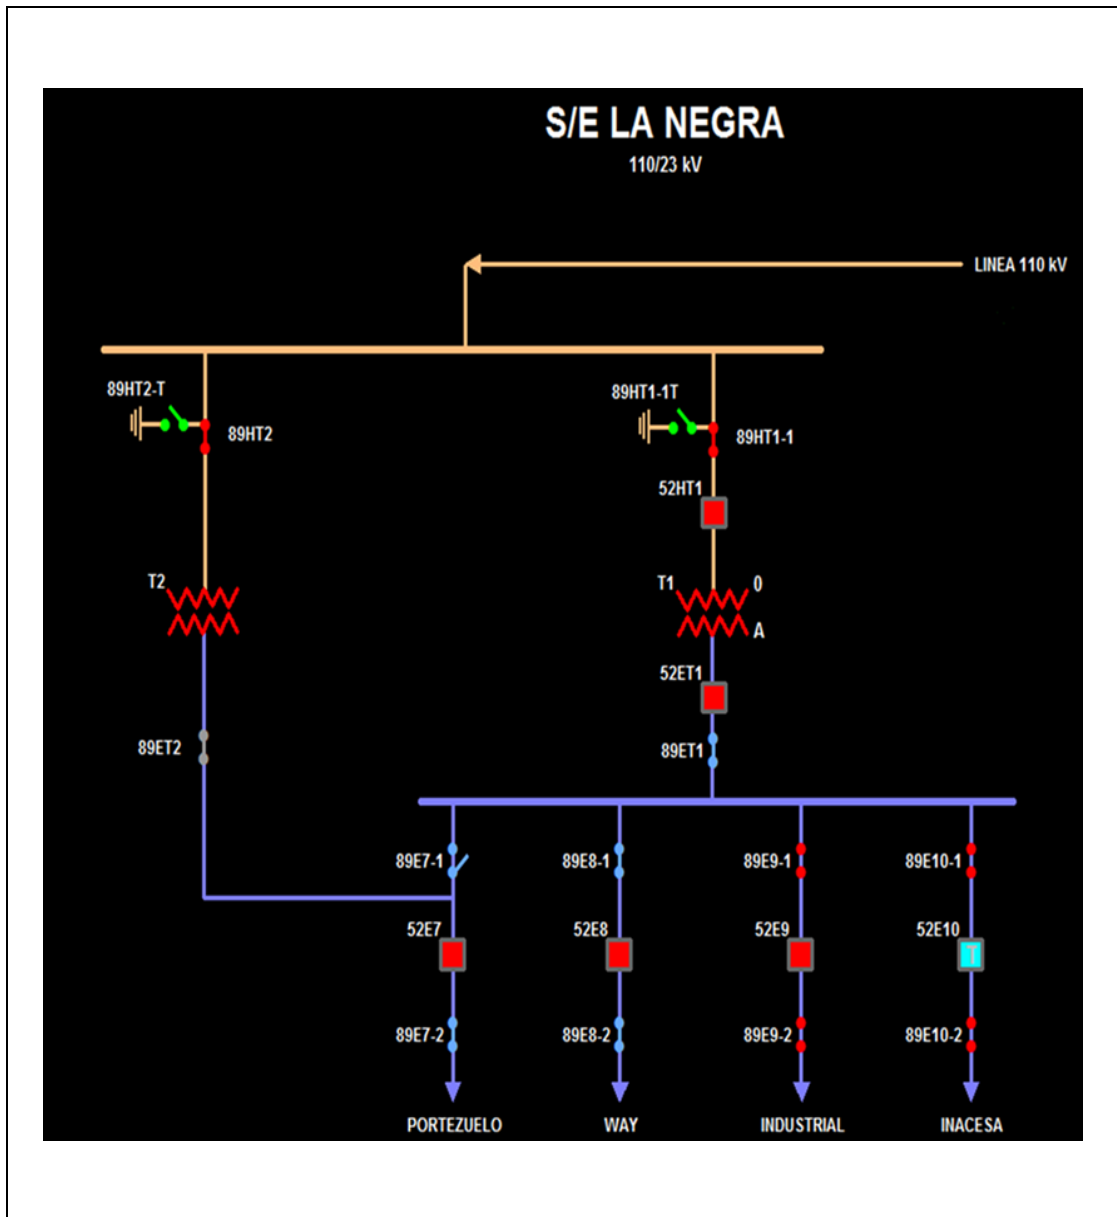 S/E LA NEGRA
110/23 kV
LINEA 110 kV
89HT2-T
89HT2
89HT1-1T
89HT1-1
52HT1
T2
T1
0
A
52ET1
89ET2
89ET1
89E7-1
89E8-1
89E9-1
89E10-1
52E7
52E8
52E9
52E10
T
89E7-2
89E8-2
89E9-2
89E10-2
PORTEZUELO
WAY
INDUSTRIAL
INACESA